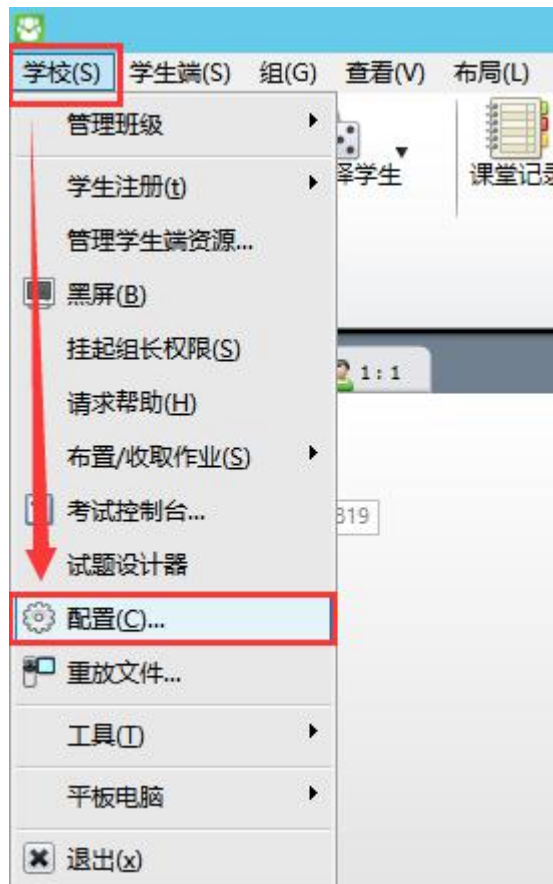 学校(S) 学生端(S) 组(G) 查看(V) 布局(L)
管理班级
学生注册(t)
管理学生端资源...
黑屏(B)
挂起组长权限(S)
请求帮助(H)
布置/收取作业(S)
考试控制台...
试题设计器
配置(C)...
重放文件...
工具(T)
平板电脑
退出(x)
学生 课堂记录
1:1
319